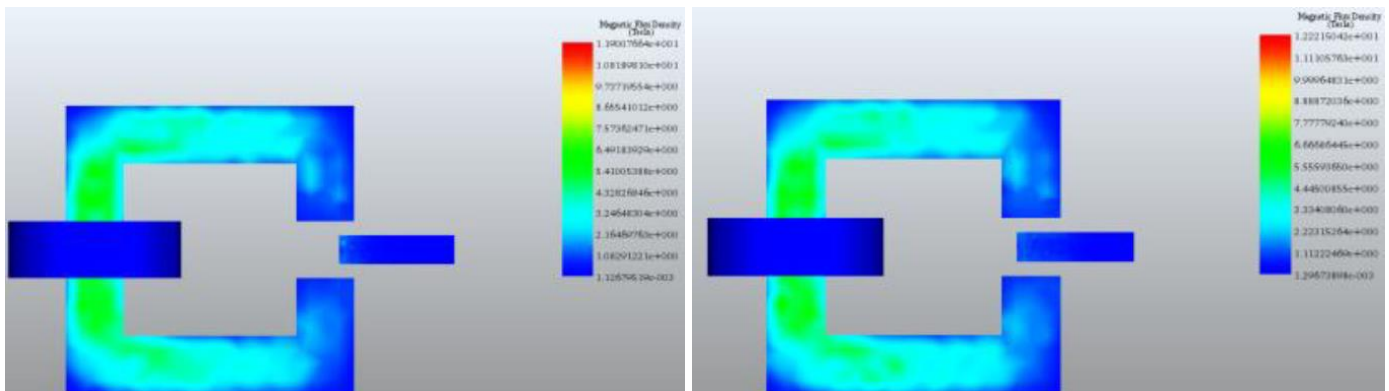 Magnetic Flux Density
(Tesla)
1.19007664e+001
1.08189810e+001
9.73719554e+000
8.65541012e+000
7.57362471e+000
6.49183929e+000
5.41005388e+000
4.32826846e+000
3.24648304e+000
2.16469763e+000
1.08291221e+000
1.12679539e-003
Magnetic Flux Density
(Tesla)
1.22215042e+001
1.11105763e+001
9.99964831e+000
8.88872036e+000
7.77779240e+000
6.66686445e+000
5.55593650e+000
4.44500855e+000
3.33408060e+000
2.22315264e+000
1.11222469e+000
1.29673898e-003